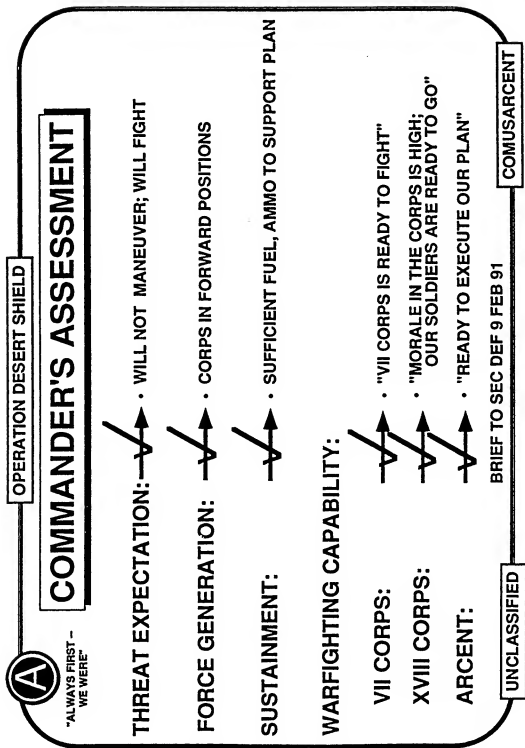 OPERATION DESERT SHIELD
A
"ALWAYS FIRST –
WE WERE"
COMMANDER'S ASSESSMENT
THREAT EXPECTATION: • WILL NOT MANEUVER; WILL FIGHT
FORCE GENERATION: • CORPS IN FORWARD POSITIONS
SUSTAINMENT: • SUFFICIENT FUEL, AMMO TO SUPPORT PLAN
WARFIGHTING CAPABILITY:
VII CORPS: • "VII CORPS IS READY TO FIGHT"
XVIII CORPS: • "MORALE IN THE CORPS IS HIGH;
OUR SOLDIERS ARE READY TO GO"
ARCENT: • "READY TO EXECUTE OUR PLAN"
BRIEF TO SEC DEF 9 FEB 91
UNCLASSIFIED
COMUSARCENT